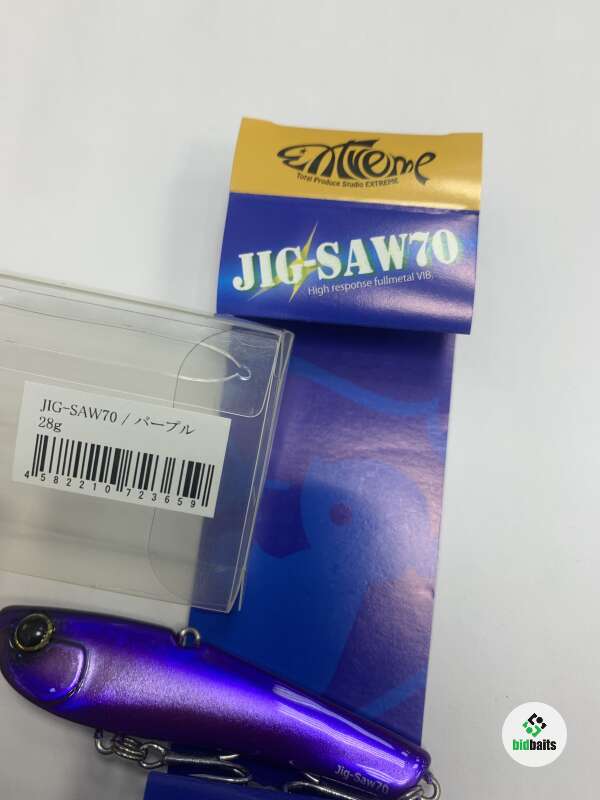 Extreme
Total Produce Studio EXTREME
JIG-SAW70
High response fullmetal VIB.
JIG-SAW70 / パープル
28g
4582210723659
Jig-Saw70
bidbaits